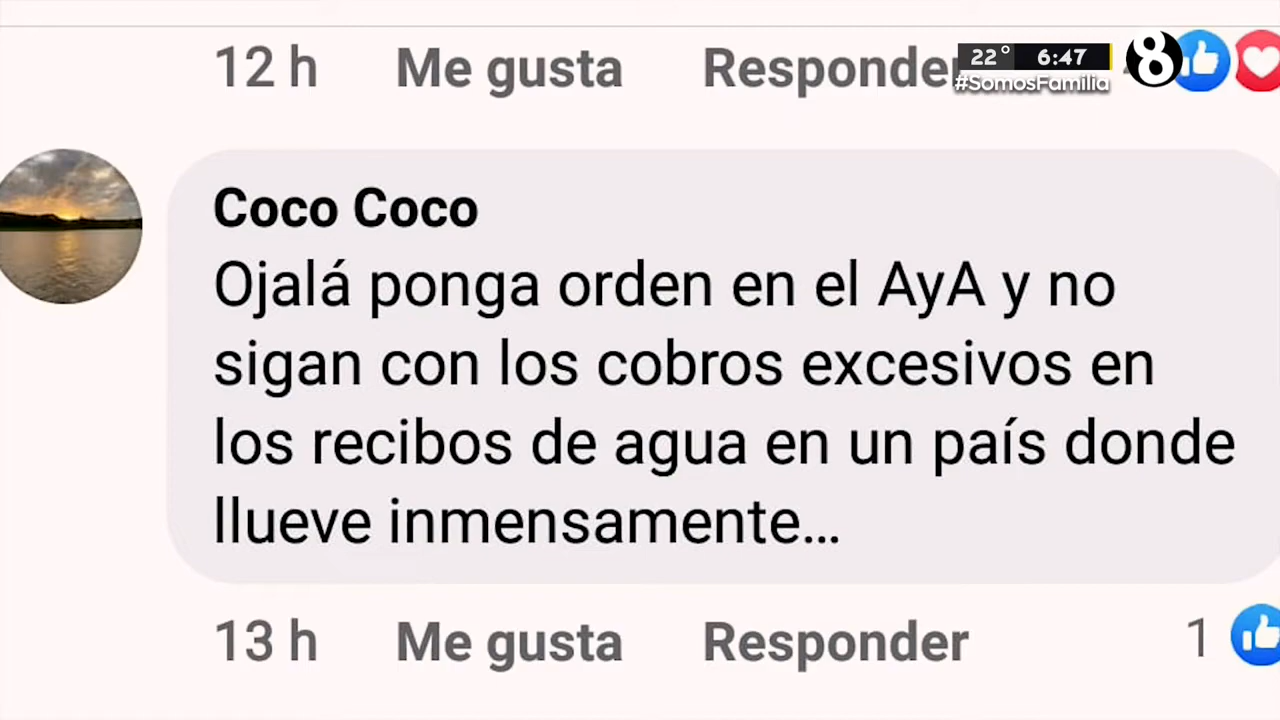 12 h Me gusta Responder
22° 6:47 8
#SomosFamilia
Coco Coco
Ojalá ponga orden en el AyA y no
sigan con los cobros excesivos en
los recibos de agua en un país donde
llueve inmensamente...
13 h Me gusta Responder 1